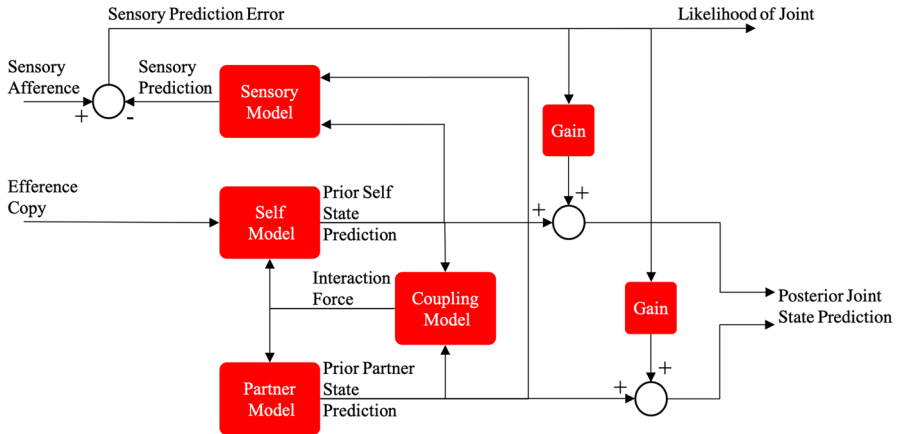 Sensory Prediction Error
Likelihood of Joint
Sensory
Afference
Sensory
Prediction
Sensory
Model
+
-
Gain
Efference
Copy
Self
Model
Prior Self
State
Prediction
+
+
Interaction
Force
Coupling
Model
Gain
Posterior Joint
State Prediction
Partner
Model
Prior Partner
State
Prediction
+
+